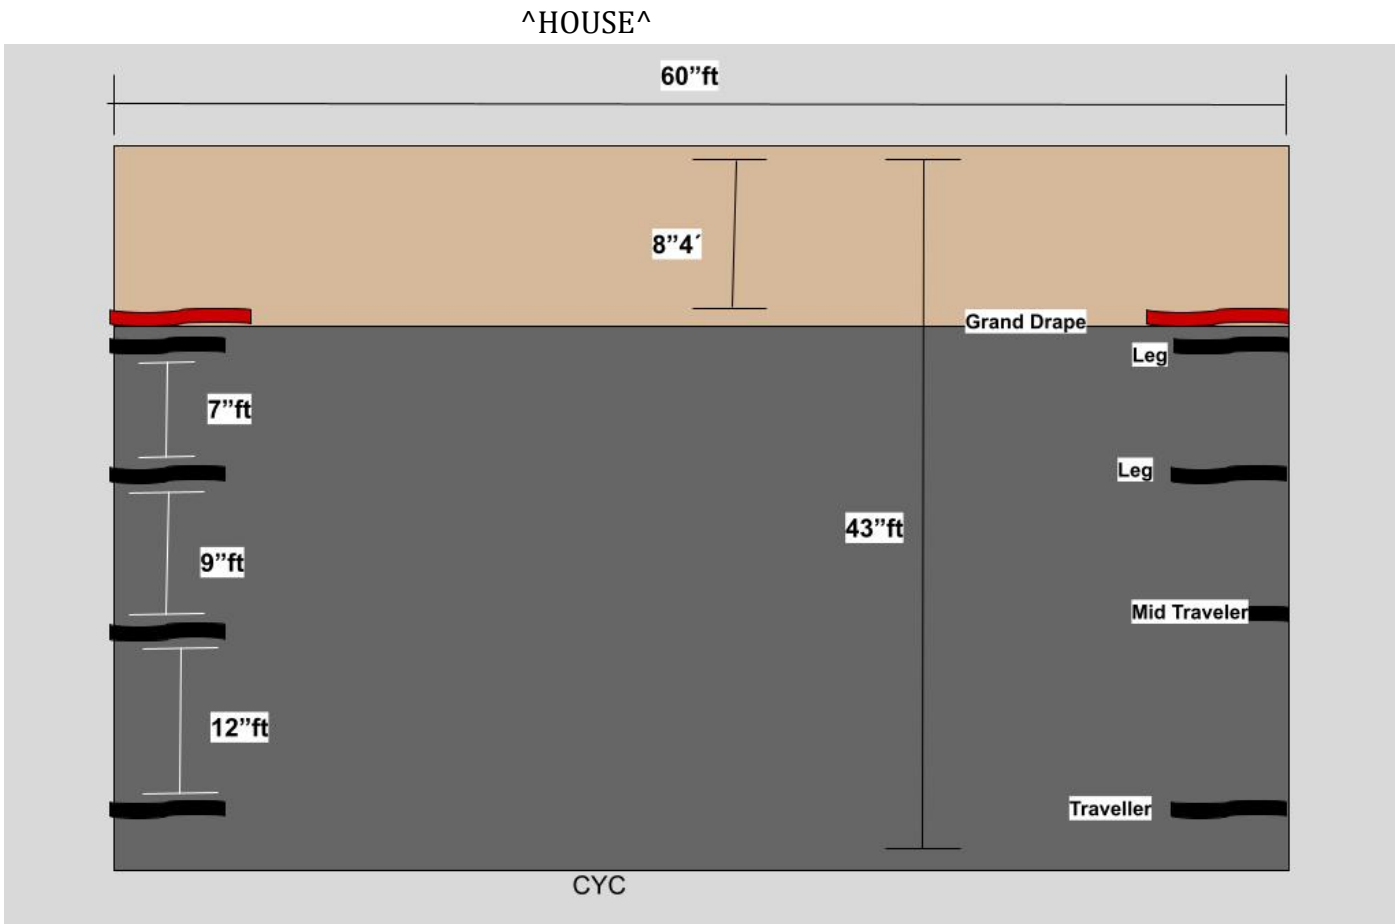 ^HOUSE^
60”ft
8”4´
Grand Drape
Leg
7”ft
Leg
43”ft
9”ft
Mid Traveler
12”ft
Traveller
CYC